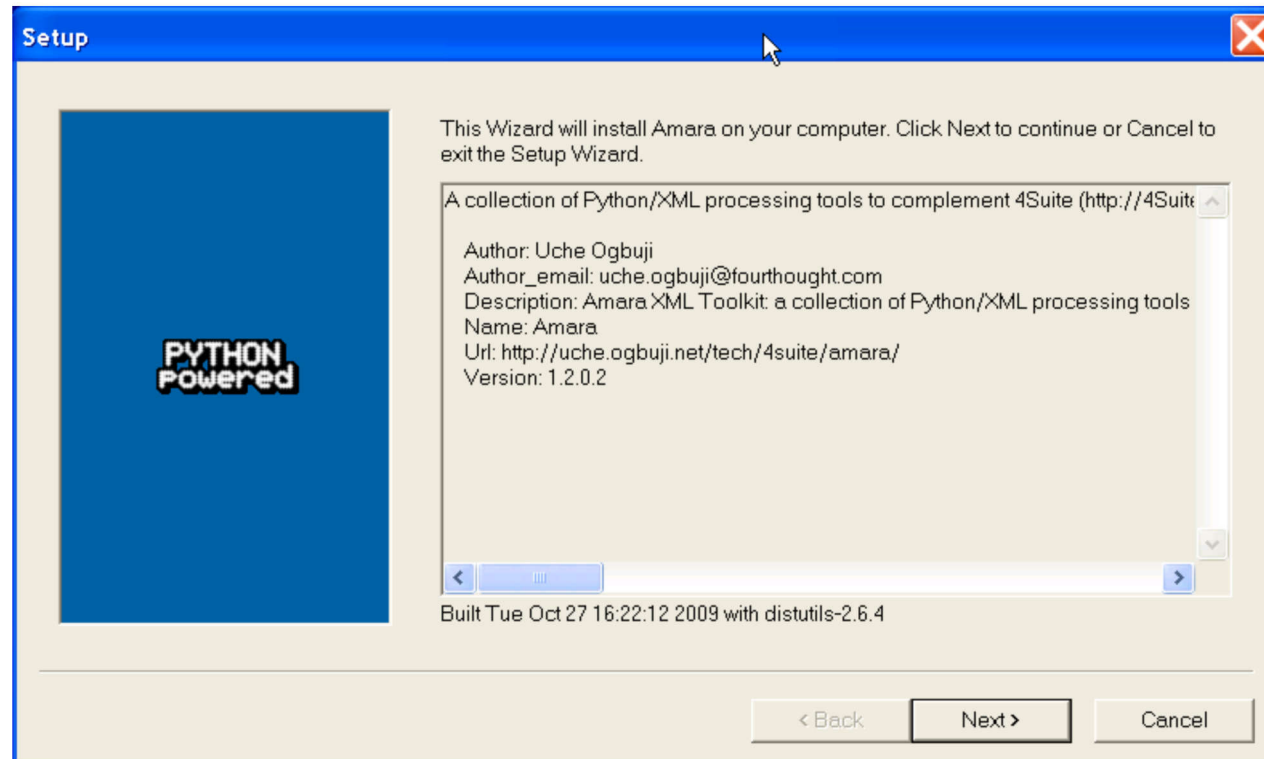 Setup
PYTHON
Powered
This Wizard will install Amara on your computer. Click Next to continue or Cancel to
exit the Setup Wizard.
A collection of Python/XML processing tools to complement 4Suite (http://4Suite
Author: Uche Ogbuji
Author_email: uche.ogbuji@fourthought.com
Description: Amara XML Toolkit: a collection of Python/XML processing tools
Name: Amara
Url: http://uche.ogbuji.net/tech/4suite/amara/
Version: 1.2.0.2
Built Tue Oct 27 16:22:12 2009 with distutils-2.6.4
< Back Next > Cancel